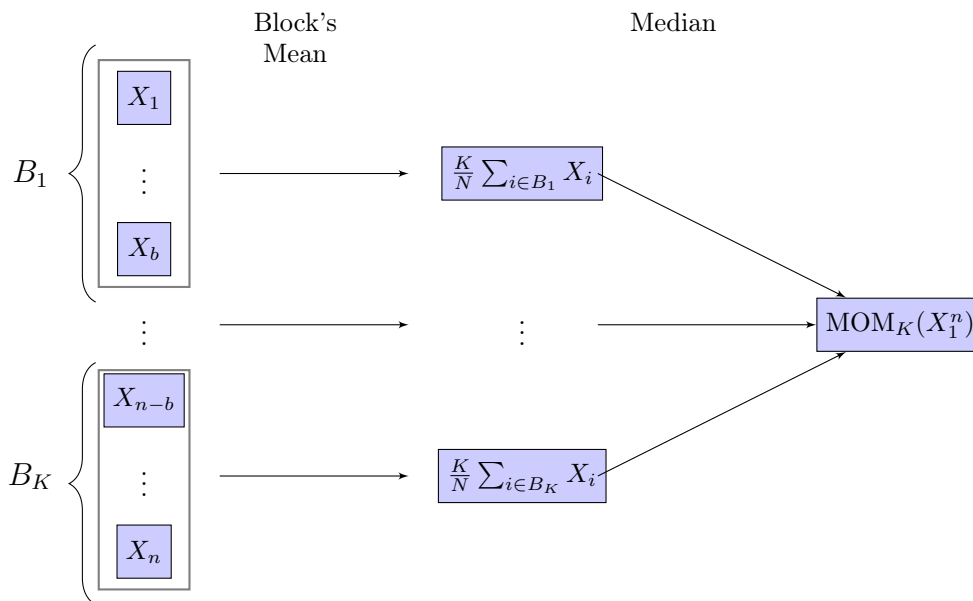 Block's
Mean
Median
B_1
X_1
⋮
X_b
\frac{K}{N} \sum_{i \in B_1} X_i
⋮
⋮
MOM_K(X_1^n)
B_K
X_{n-b}
⋮
X_n
\frac{K}{N} \sum_{i \in B_K} X_i